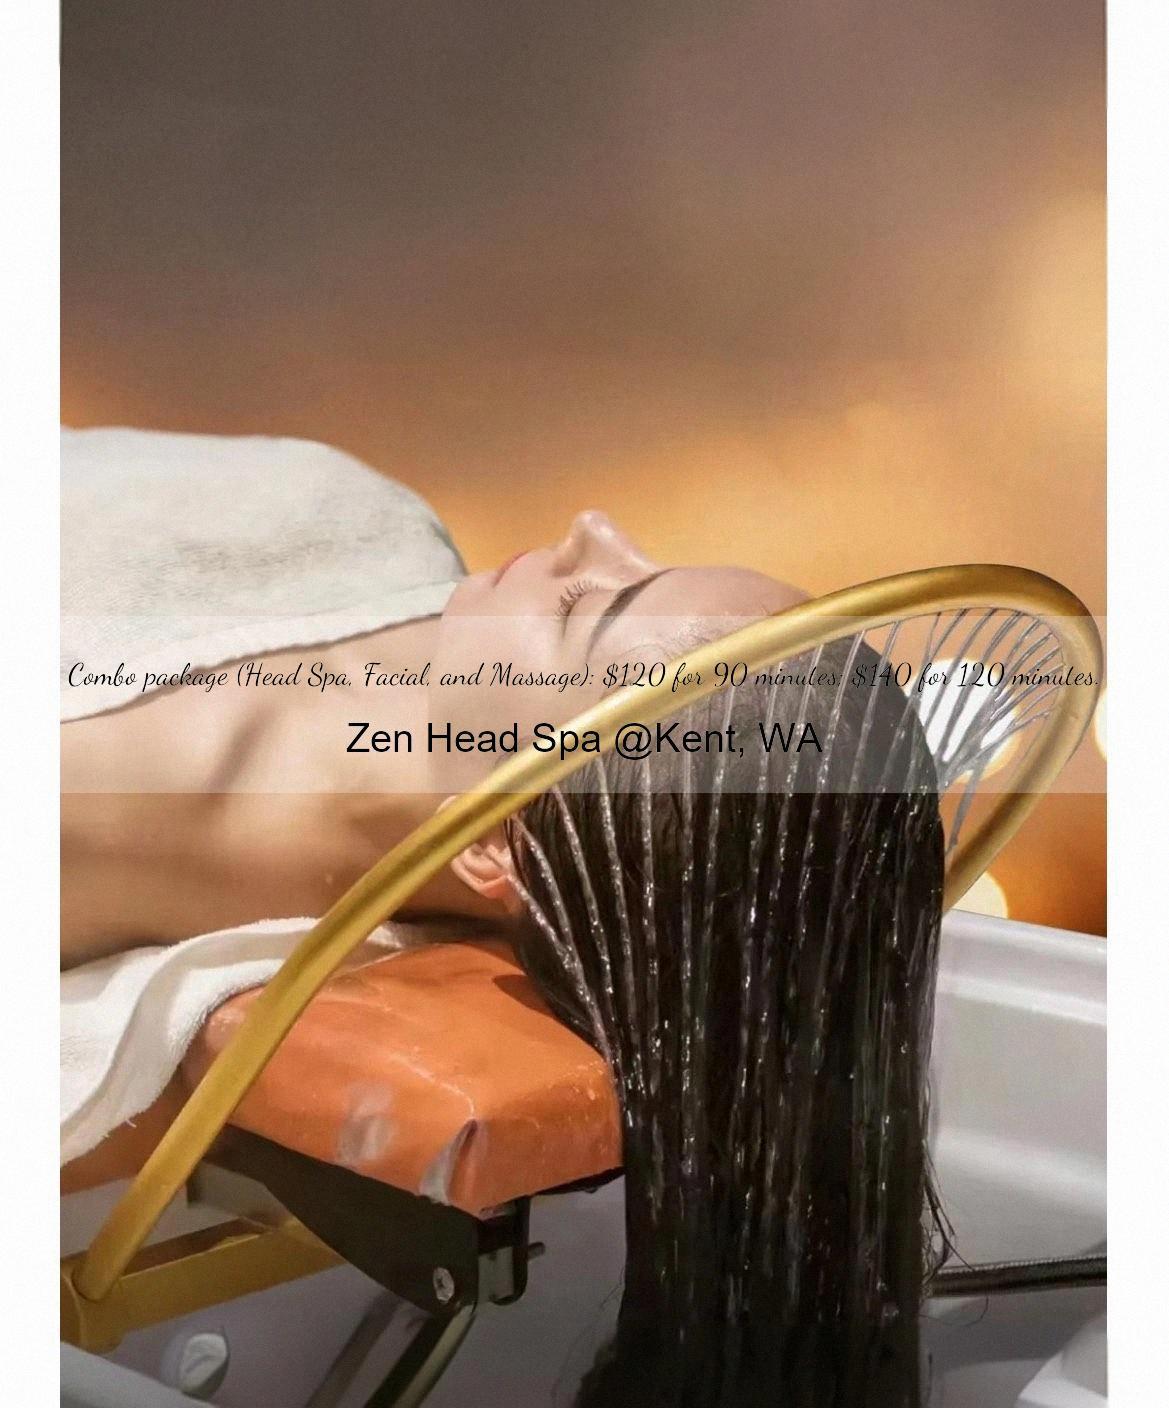 Combo package (Head Spa, Facial, and Massage): $120 for 90 minutes; $140 for 120 minutes.
Zen Head Spa @Kent, WA